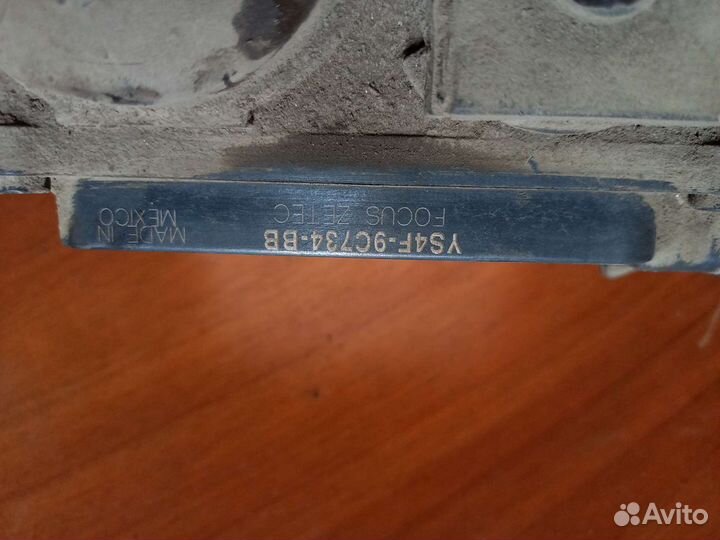 YS4F-9C734-BB
FOCUS ZETEC
MADE IN
MEXICO
Avito